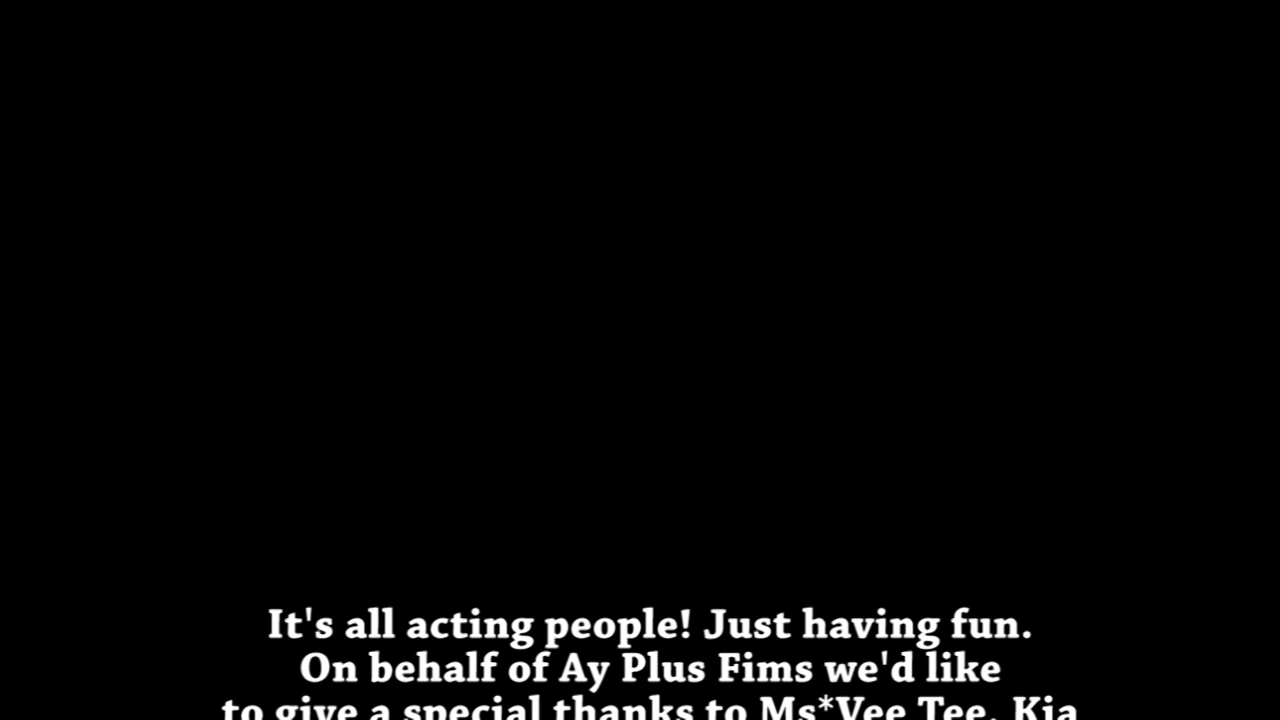 It's all acting people! Just having fun.
On behalf of Ay Plus Fims we'd like
to give a special thanks to Ms*Vee Tee, Kia